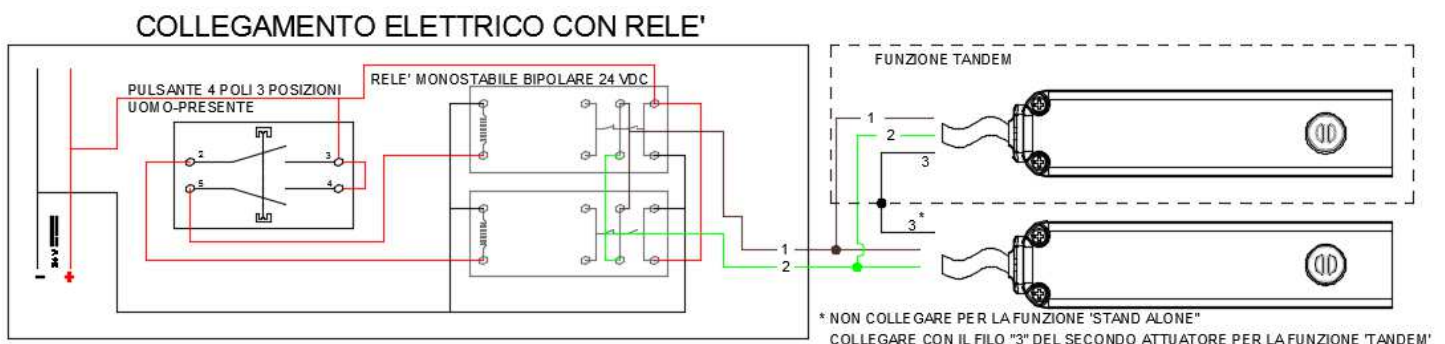 COLLEGAMENTO ELETTRICO CON RELE'
FUNZIONE TANDEM
RELE' MONOSTABILE BIPOLARE 24 VDC
PULSANTE 4 POLI 3 POSIZIONI
UOMO-PRESENTE
1
2
3
2
3
5
4
3*
24 V
- +
1
2
* NON COLLEGARE PER LA FUNZIONE 'STAND ALONE"
COLLEGARE CON IL FILO "3" DEL SECONDO ATTUATORE PER LA FUNZIONE 'TANDEM'